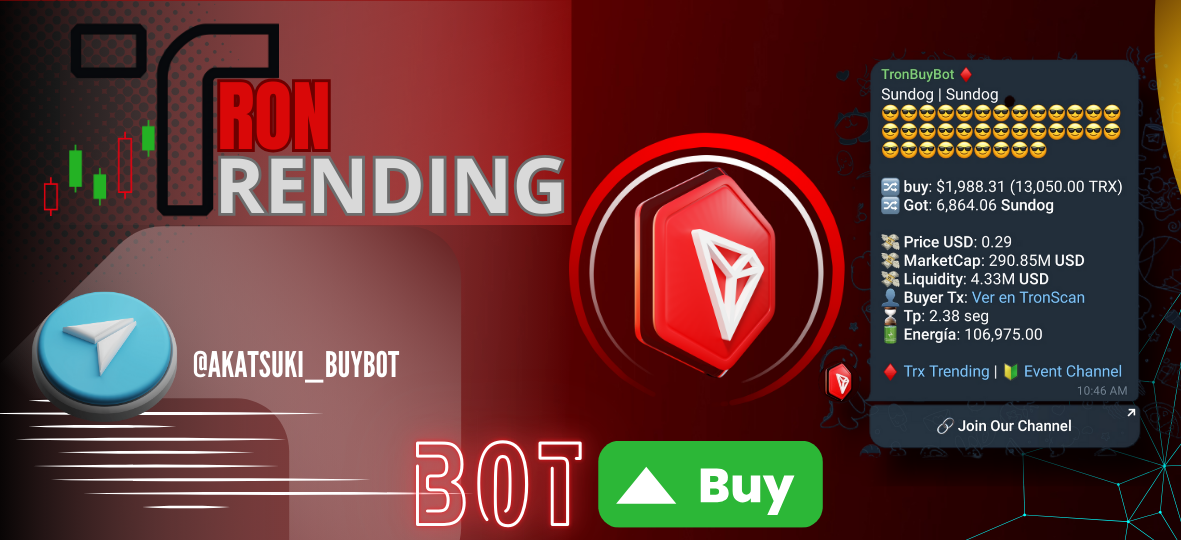 TRON
TRENDING
@AKATSUKI_BUYBOT
BOT
Buy
TronBuyBot
Sundog | Sundog
buy: $1,988.31 (13,050.00 TRX)
Got: 6,864.06 Sundog
Price USD: 0.29
MarketCap: 290.85M USD
Liquidity: 4.33M USD
Buyer Tx: Ver en TronScan
Tp: 2.38 seg
Energía: 106,975.00
Trx Trending | Event Channel
10:46 AM
Join Our Channel